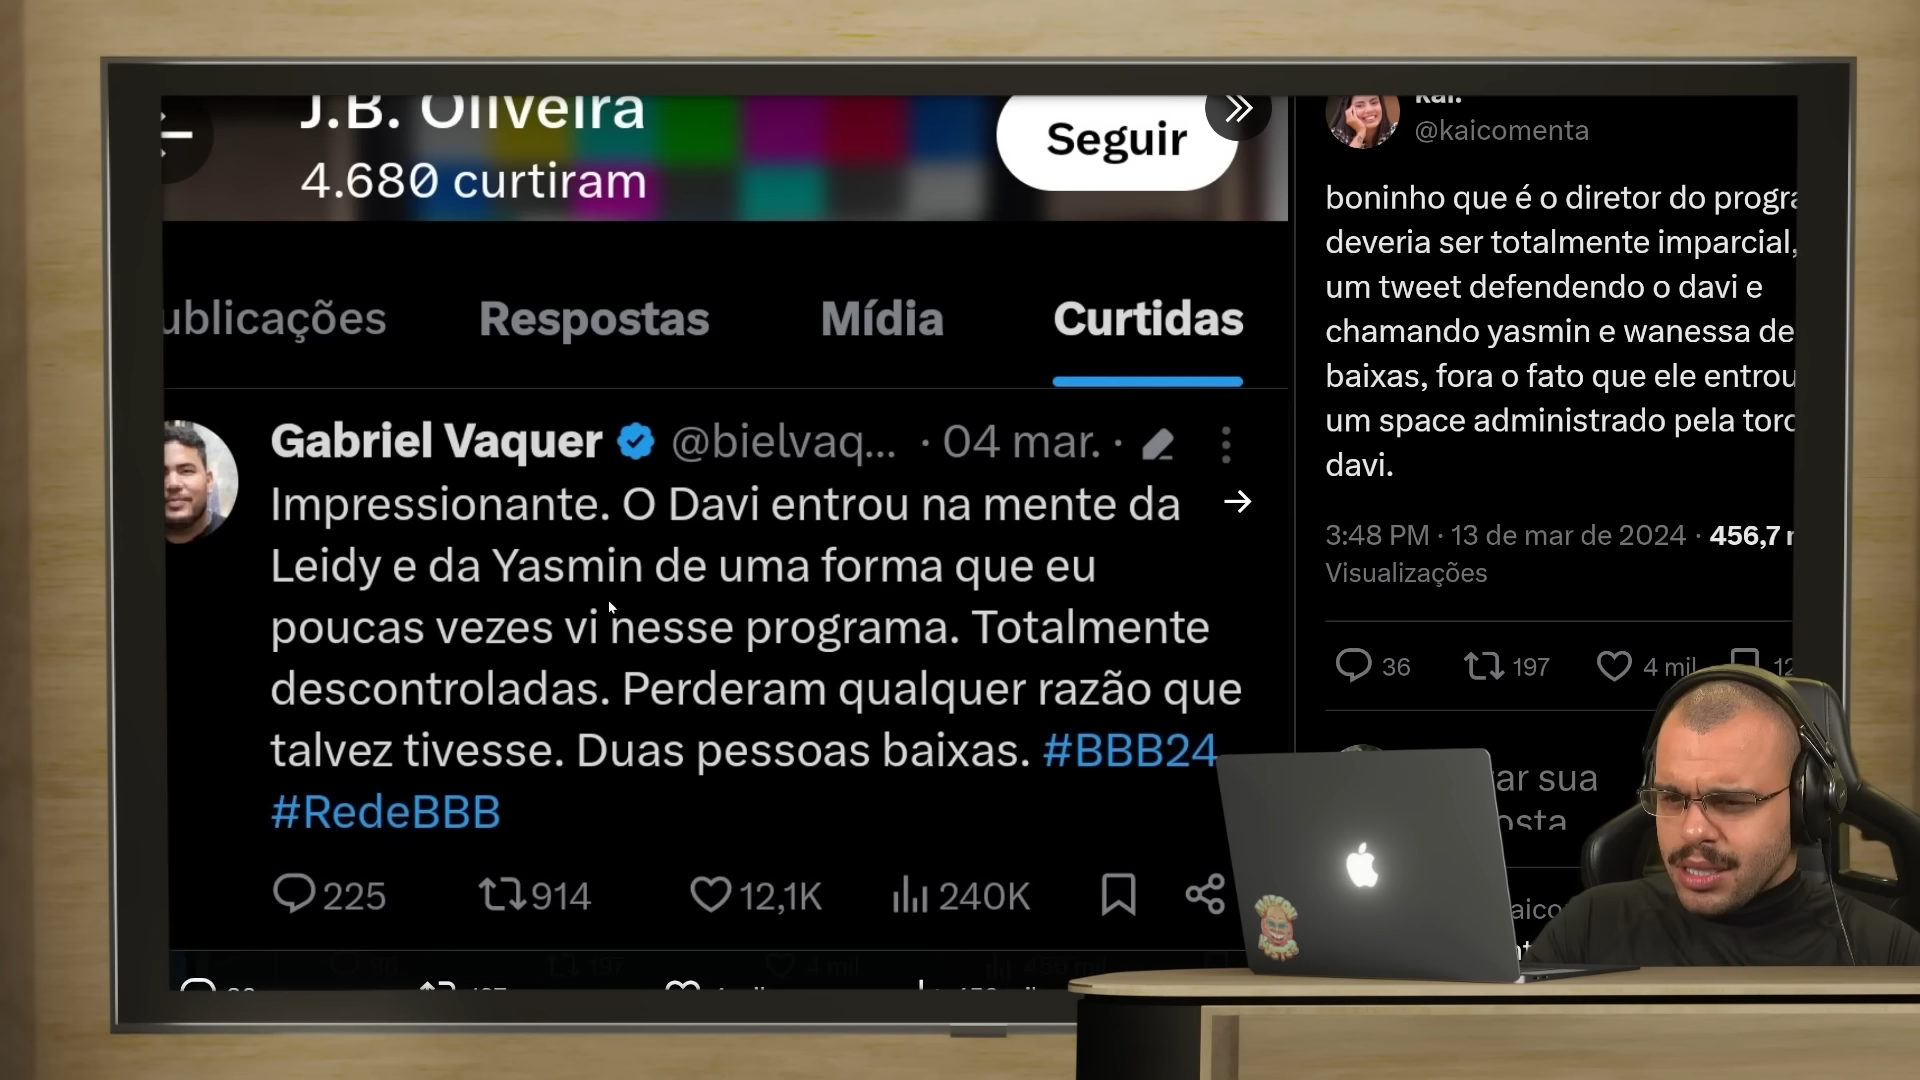 J.B. Oliveira
4.680 curtiram
Seguir
ublicações
Respostas
Mídia
Curtidas
Gabriel Vaquer @bielvaq... · 04 mar. ·
Impressionante. O Davi entrou na mente da
Leidy e da Yasmin de uma forma que eu
poucas vezes vi nesse programa. Totalmente
descontroladas. Perderam qualquer razão que
talvez tivesse. Duas pessoas baixas. #BBB24
#RedeBBB
225
914
12,1K
240K
kai.
@kaicomenta
boninho que é o diretor do progra
deveria ser totalmente imparcial,
um tweet defendendo o davi e
chamando yasmin e wanessa de
baixas, fora o fato que ele entrou
um space administrado pela torc
davi.
3:48 PM · 13 de mar de 2024 · 456,7
Visualizações
36
197
4 mil
12
ar sua
osta
aico